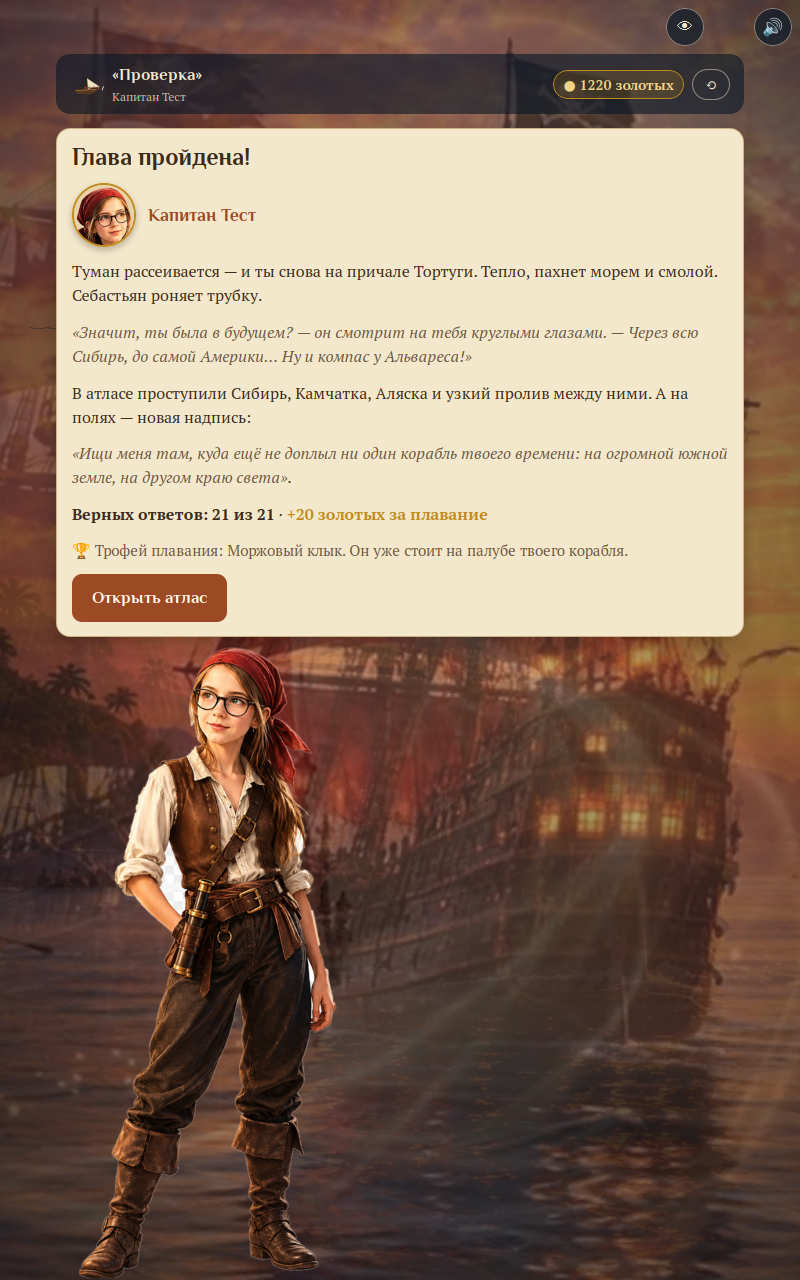 «Проверка»
Капитан Тест
1220 золотых
Глава пройдена!
Капитан Тест
Туман рассеивается — и ты снова на причале Тортуги. Тепло, пахнет морем и смолой.
Себастьян роняет трубку.
«Значит, ты была в будущем? — он смотрит на тебя круглыми глазами. — Через всю
Сибирь, до самой Америки… Ну и компас у Альвареса!»
В атласе проступили Сибирь, Камчатка, Аляска и узкий пролив между ними. А на
полях — новая надпись:
«Ищи меня там, куда ещё не доплыл ни один корабль твоего времени: на огромной южной
земле, на другом краю света».
Верных ответов: 21 из 21 · +20 золотых за плавание
🏆 Трофей плавания: Моржовый клык. Он уже стоит на палубе твоего корабля.
Открыть атлас